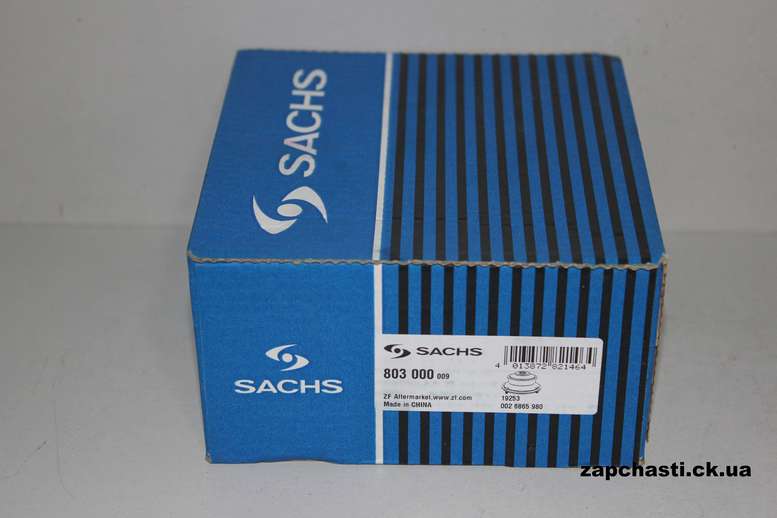 SACHS
SACHS
SACHS
803 000 009
ZF Aftermarket,www.zf.com
Made in CHINA
4 013872 821464
19253
002 6865 980
zapchasti.ck.ua